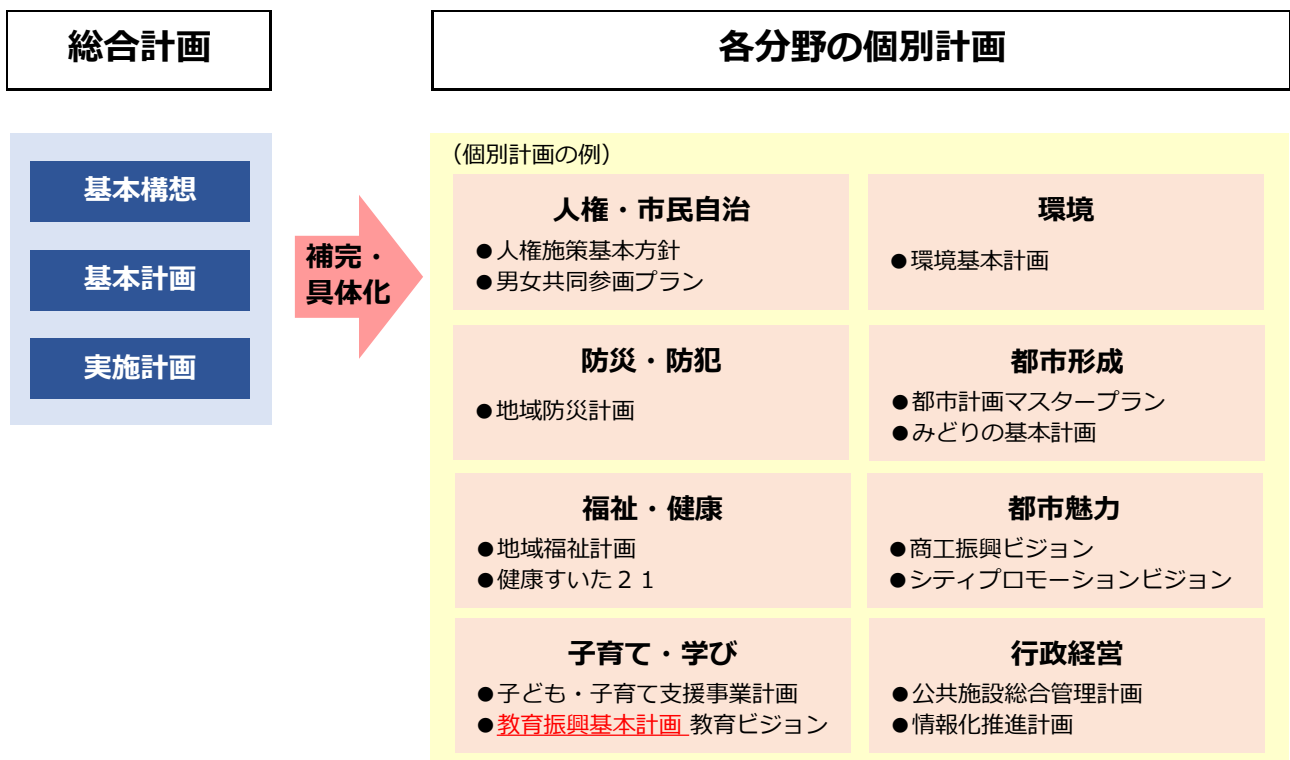 総合計画
各分野の個別計画
基本構想
基本計画
実施計画
補完・
具体化
（個別計画の例）
人権・市民自治
●人権施策基本方針
●男女共同参画プラン
環境
●環境基本計画
防災・防犯
●地域防災計画
都市形成
●都市計画マスタープラン
●みどりの基本計画
福祉・健康
●地域福祉計画
●健康すいた２１
都市魅力
●商工振興ビジョン
●シティプロモーションビジョン
子育て・学び
●子ども・子育て支援事業計画
●教育振興基本計画 教育ビジョン
行政経営
●公共施設総合管理計画
●情報化推進計画